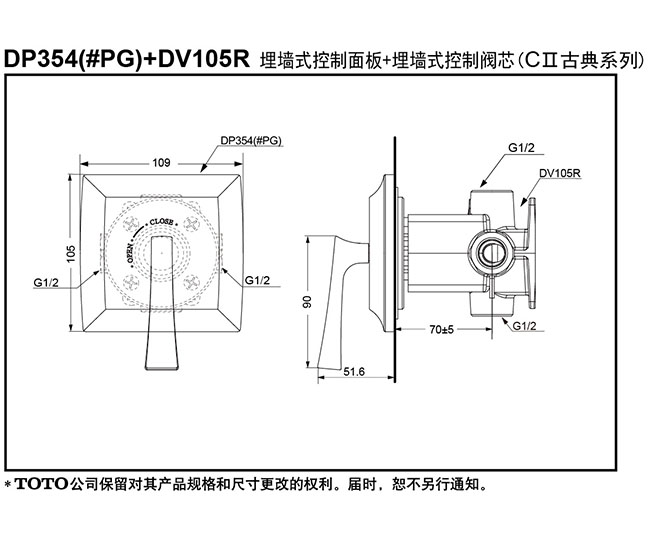 DP354(#PG)+DV105R 埋墙式控制面板+埋墙式控制阀芯(CⅡ古典系列)
DP354(#PG)
109
G1/2
DV105R
CLOSE
OPEN
105
G1/2
G1/2
90
70±5
G1/2
51.6
*TOTO公司保留对其产品规格和尺寸更改的权利。届时，恕不另行通知。